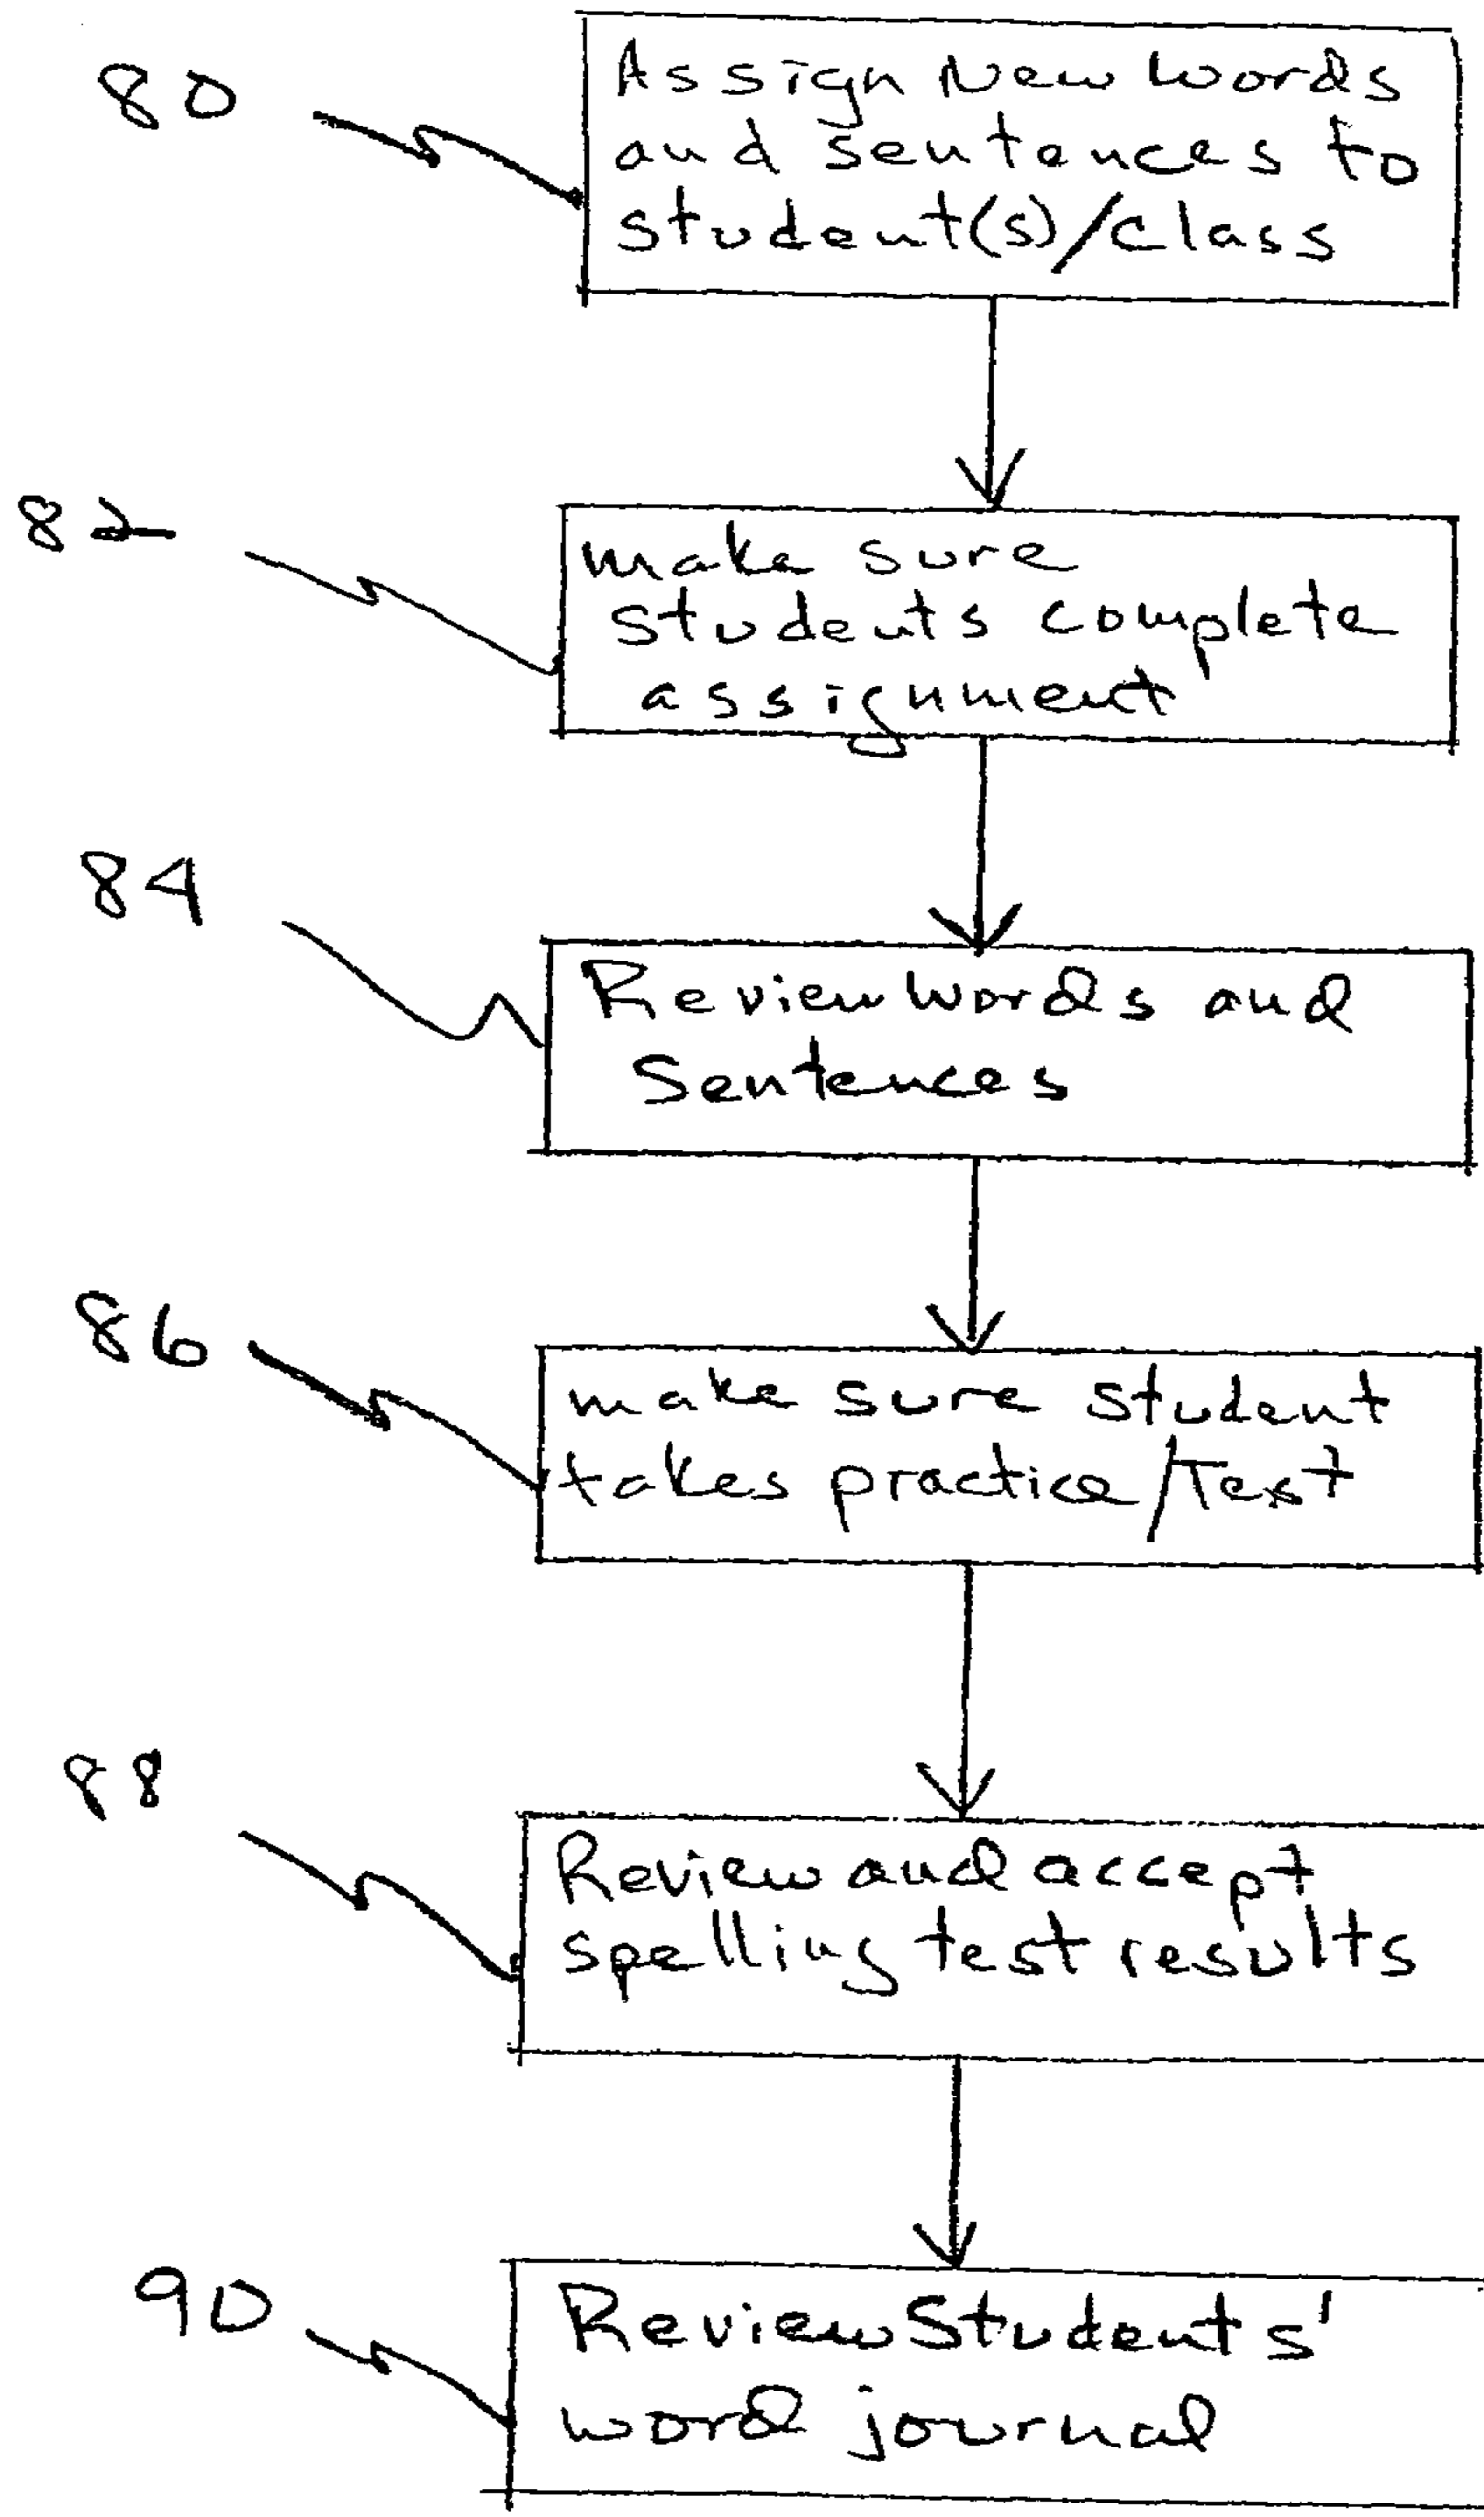 80
Assign New Words
and sentences to
student(s)/class
82
make sure
students complete
assignment
84
Review Words and
Sentences
86
make sure student
takes practice/Test
88
Review and accept
spelling test results
90
Review Students'
word journal